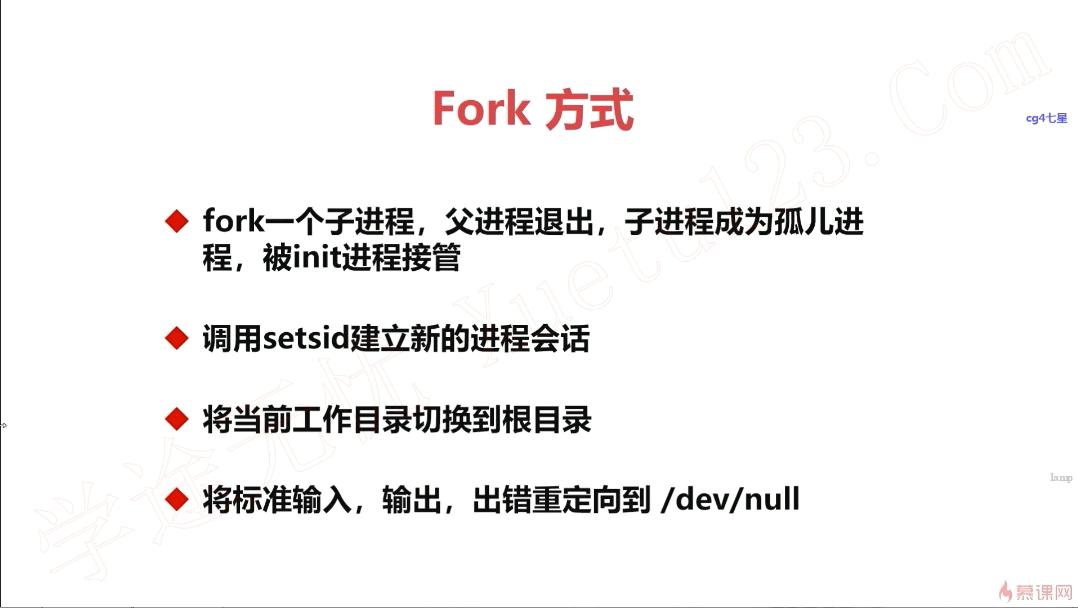 Fork 方式
cg4七星
fork一个子进程，父进程退出，子进程成为孤儿进
程，被init进程接管
调用setsid建立新的进程会话
将当前工作目录切换到根目录
将标准输入，输出，出错重定向到 /dev/null
学途无忧 Yuetu123.Com
lxmp
慕课网